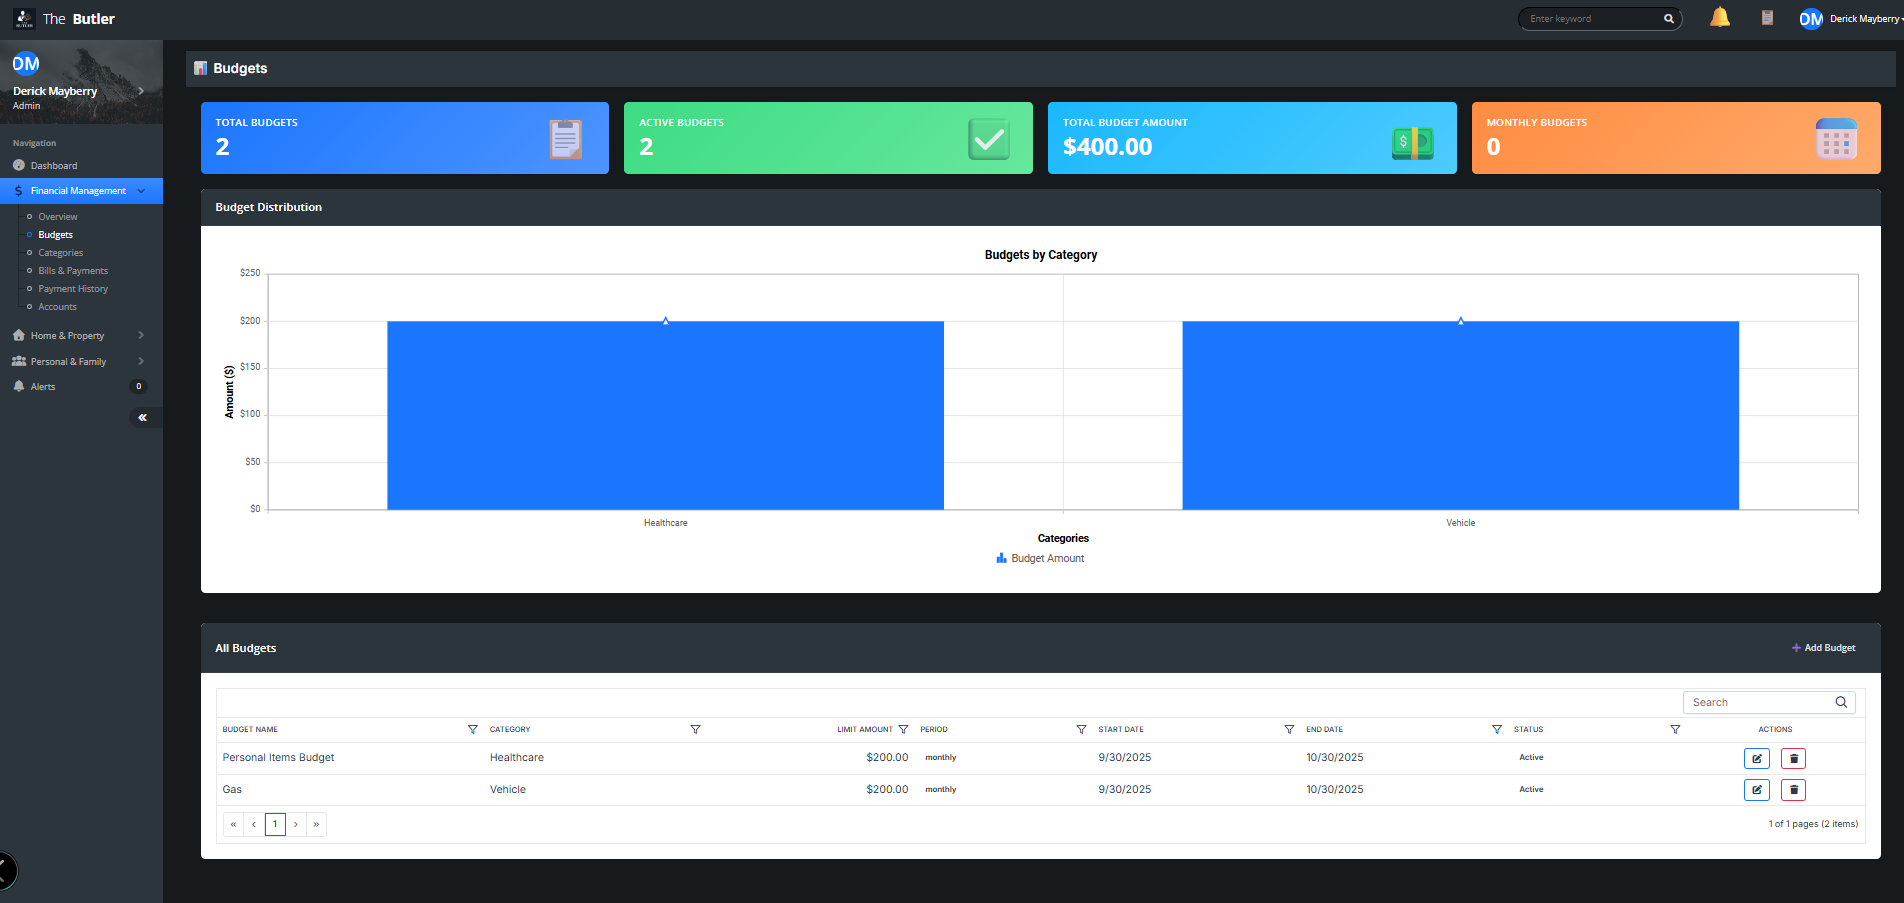 The Butler
Enter keyword
DM
Derick Mayberry
DM
Derick Mayberry
Admin
Navigation
Dashboard
Financial Management
Overview
Budgets
Categories
Bills & Payments
Payment History
Accounts
Home & Property
Personal & Family
Alerts
0
Budgets
TOTAL BUDGETS
2
ACTIVE BUDGETS
2
TOTAL BUDGET AMOUNT
$400.00
MONTHLY BUDGETS
0
Budget Distribution
Budgets by Category
$250
$200
$150
$100
$50
$0
Amount ($)
Healthcare
Vehicle
Categories
Budget Amount
All Budgets
+ Add Budget
Search
BUDGET NAME CATEGORY LIMIT AMOUNT PERIOD START DATE END DATE STATUS ACTIONS
Personal Items Budget Healthcare $200.00 monthly 9/30/2025 10/30/2025 Active
Gas Vehicle $200.00 monthly 9/30/2025 10/30/2025 Active
« ‹ 1 › »
1 of 1 pages (2 items)